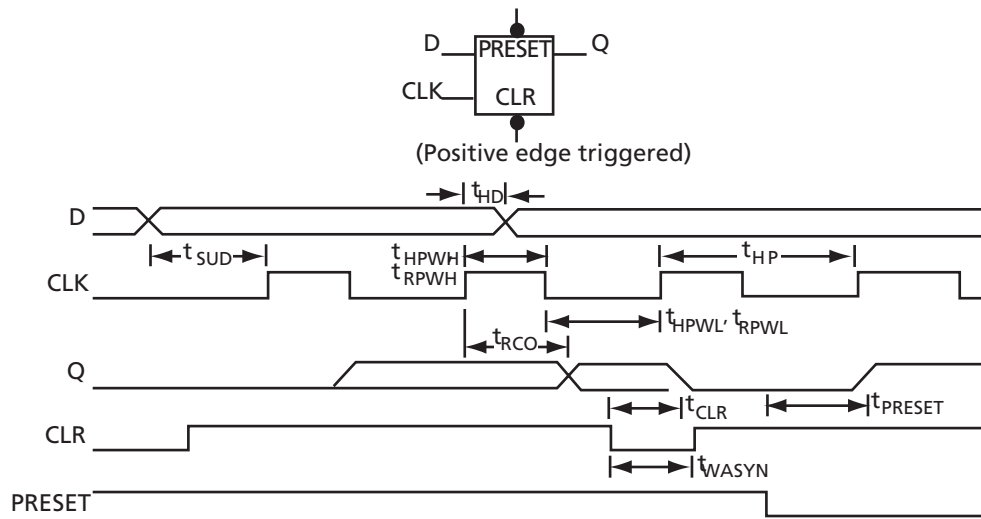 D PRESET Q
CLK CLR
(Positive edge triggered)
tHD
D
tSUD tHPWH, tHP
tRPWH
CLK
tHPWL, tRPWL
tRCO
Q
tCLR tPRESET
CLR
tWASYN
PRESET